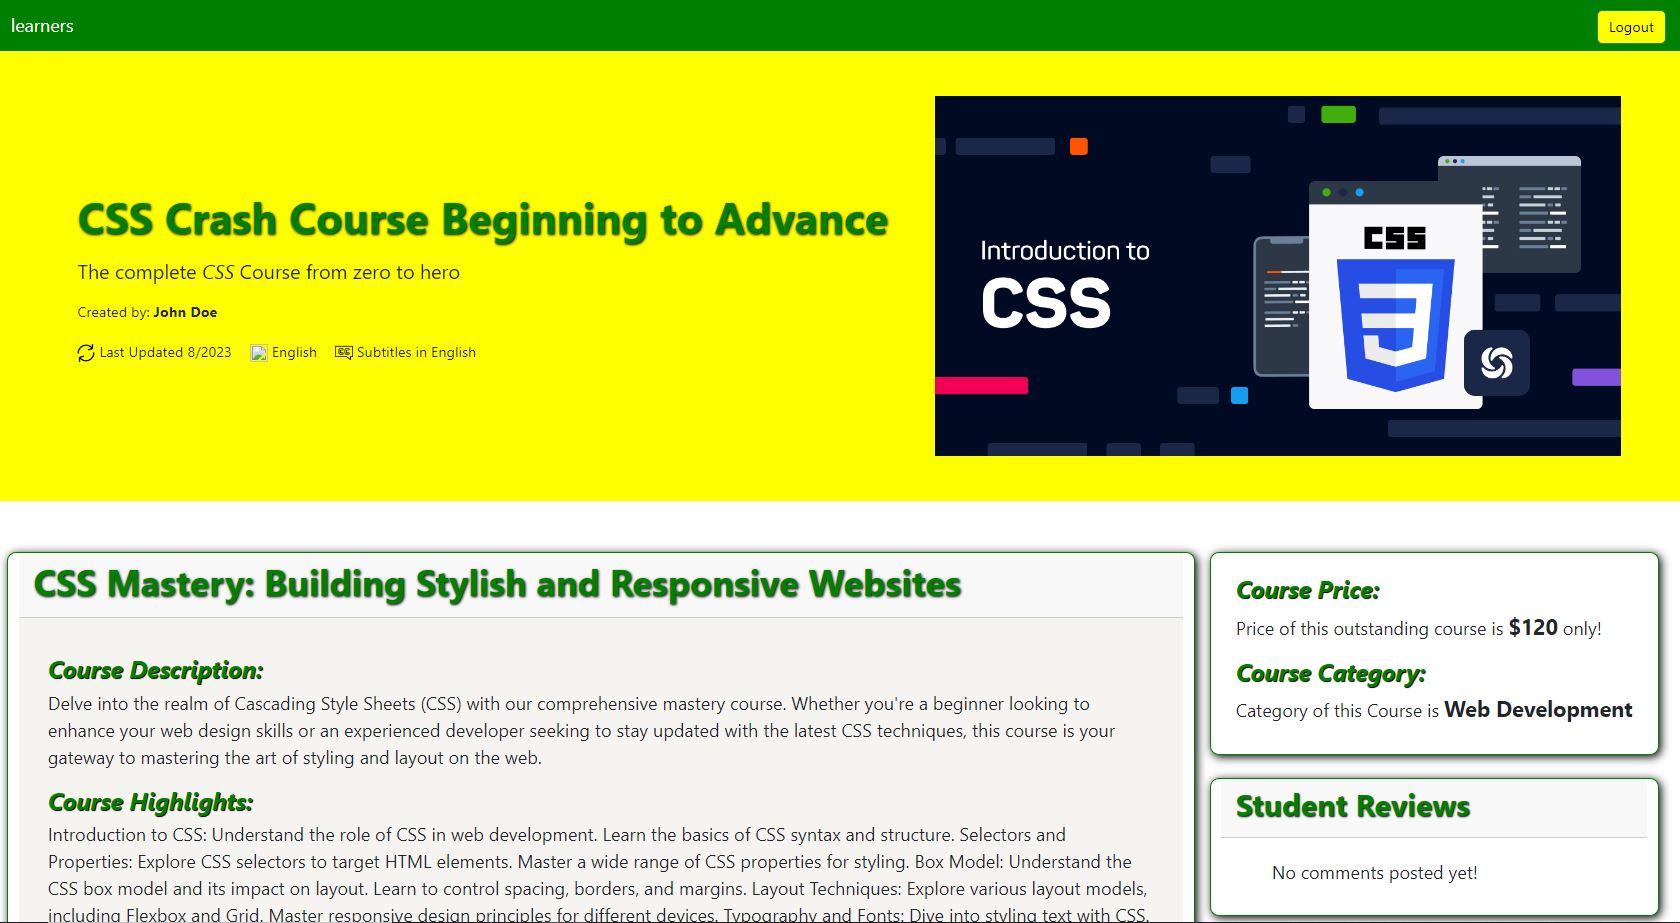 learners
Logout
CSS Crash Course Beginning to Advance
The complete CSS Course from zero to hero
Created by: John Doe
Last Updated 8/2023 English CC Subtitles in English
Introduction to
CSS
CSS
CSS Mastery: Building Stylish and Responsive Websites
Course Description:
Delve into the realm of Cascading Style Sheets (CSS) with our comprehensive mastery course. Whether you're a beginner looking to
enhance your web design skills or an experienced developer seeking to stay updated with the latest CSS techniques, this course is your
gateway to mastering the art of styling and layout on the web.
Course Highlights:
Introduction to CSS: Understand the role of CSS in web development. Learn the basics of CSS syntax and structure. Selectors and
Properties: Explore CSS selectors to target HTML elements. Master a wide range of CSS properties for styling. Box Model: Understand the
CSS box model and its impact on layout. Learn to control spacing, borders, and margins. Layout Techniques: Explore various layout models,
including Flexbox and Grid. Master responsive design principles for different devices. Typography and Fonts: Dive into styling text with CSS.
Course Price:
Price of this outstanding course is $120 only!
Course Category:
Category of this Course is Web Development
Student Reviews
No comments posted yet!